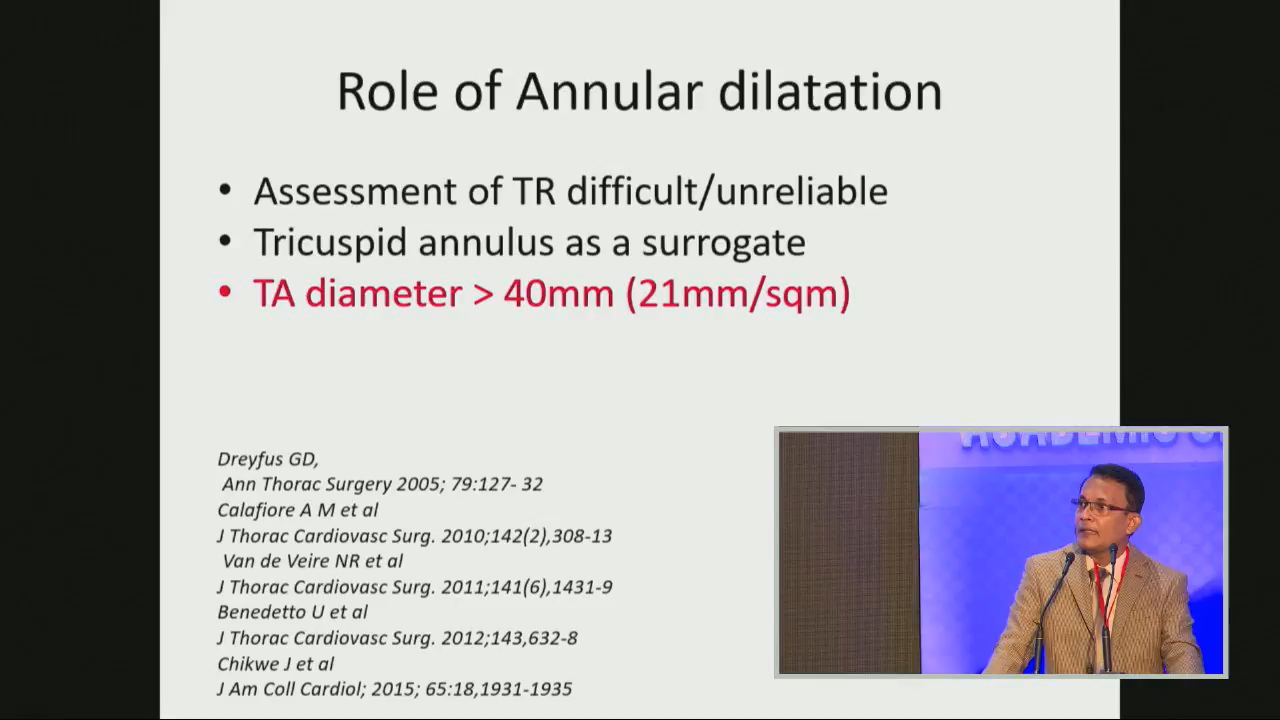 Role of Annular dilatation
• Assessment of TR difficult/unreliable
• Tricuspid annulus as a surrogate
• TA diameter > 40mm (21mm/sqm)
Dreyfus GD,
Ann Thorac Surgery 2005; 79:127- 32
Calafiore A M et al
J Thorac Cardiovasc Surg. 2010;142(2),308-13
Van de Veire NR et al
J Thorac Cardiovasc Surg. 2011;141(6),1431-9
Benedetto U et al
J Thorac Cardiovasc Surg. 2012;143,632-8
Chikwe J et al
J Am Coll Cardiol; 2015; 65:18,1931-1935
ACADEMIC